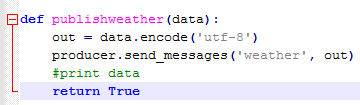 def publishweather(data):
    out = data.encode('utf-8')
    producer.send_messages('weather', out)
    #print data
    return True